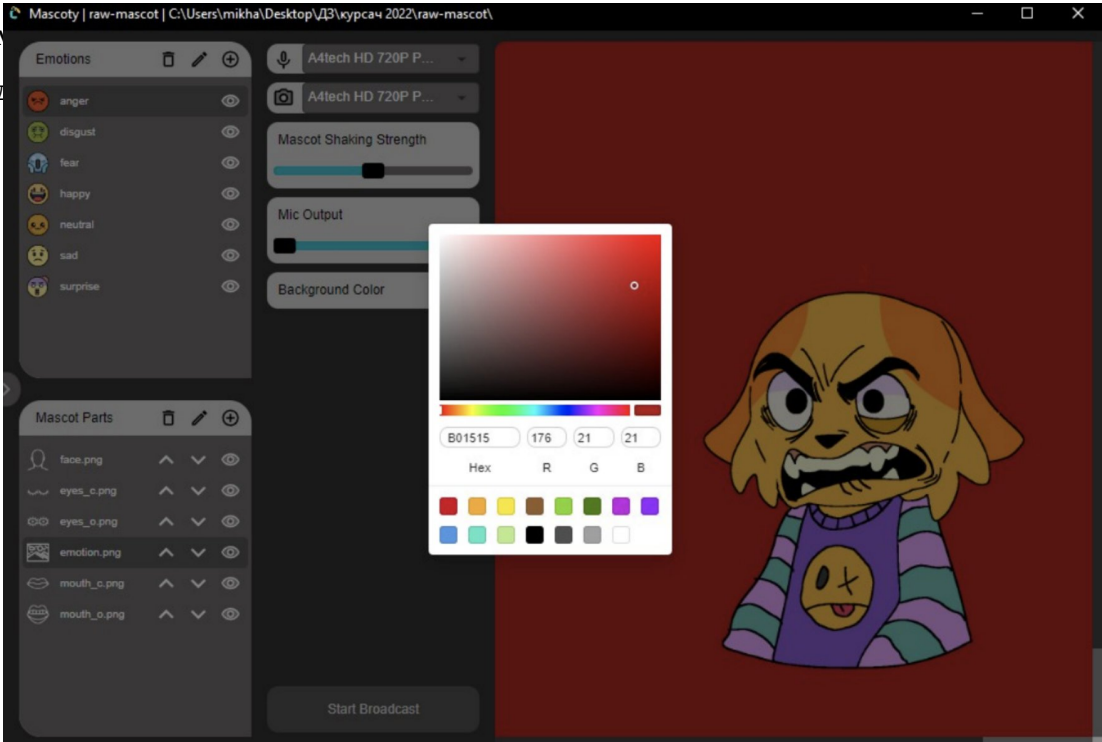 Mascoty | raw-mascot | C:\Users\mikha\Desktop\ДЗ\курсач 2022\raw-mascot\
Emotions
anger
disgust
fear
happy
neutral
sad
surprise
Mascot Parts
face.png
eyes_c.png
eyes_o.png
emotion.png
mouth_c.png
mouth_o.png
A4tech HD 720P P...
A4tech HD 720P P...
Mascot Shaking Strength
Mic Output
Background Color
B01515 176 21 21
Hex R G B
Start Broadcast